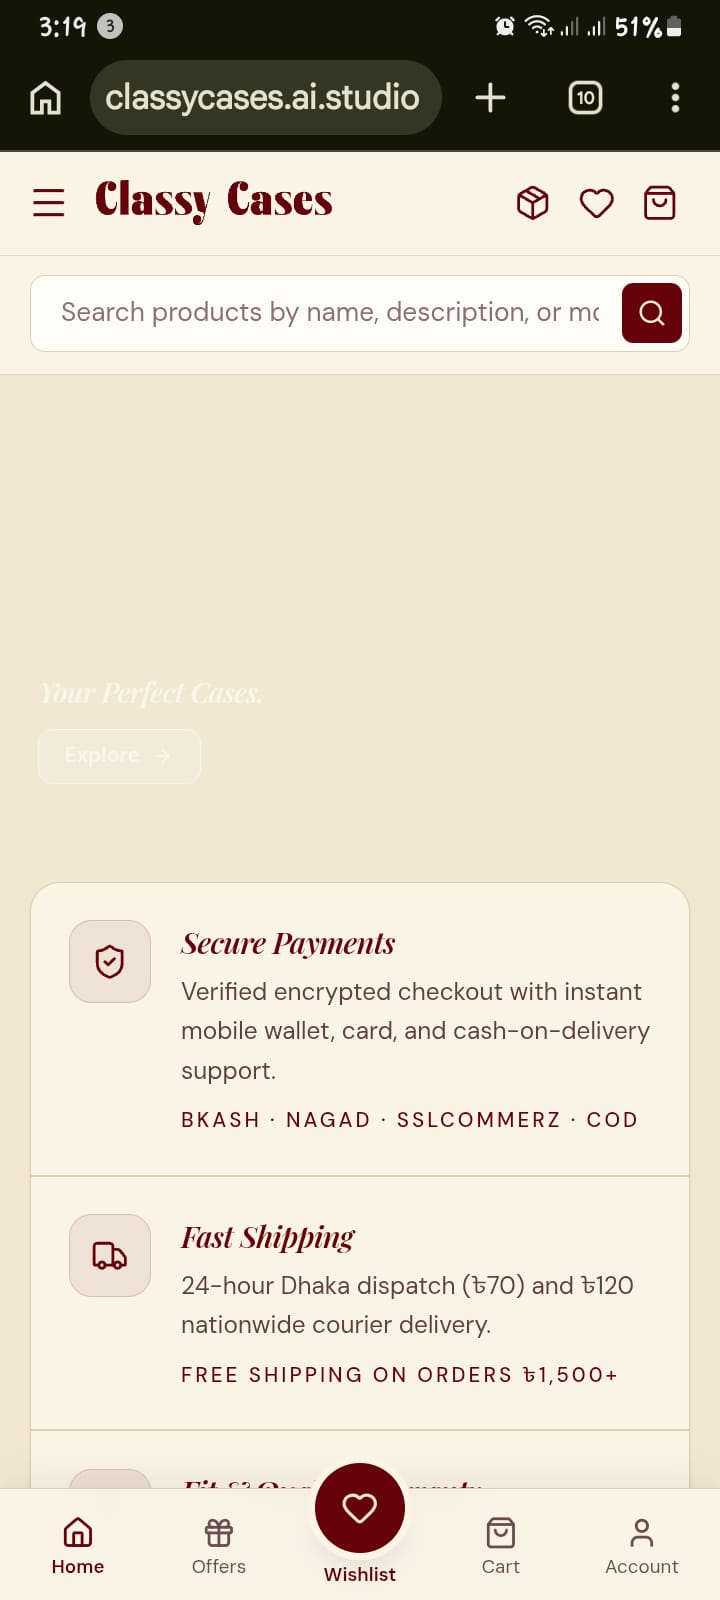 3:19 3 51%
classycases.ai.studio 10
Classy Cases
Search products by name, description, or mo
Your Perfect Cases.
Explore →
Secure Payments
Verified encrypted checkout with instant
mobile wallet, card, and cash-on-delivery
support.
BKASH · NAGAD · SSLCOMMERZ · COD
Fast Shipping
24-hour Dhaka dispatch (৳70) and ৳120
nationwide courier delivery.
FREE SHIPPING ON ORDERS ৳1,500+
Home
Offers
Wishlist
Cart
Account